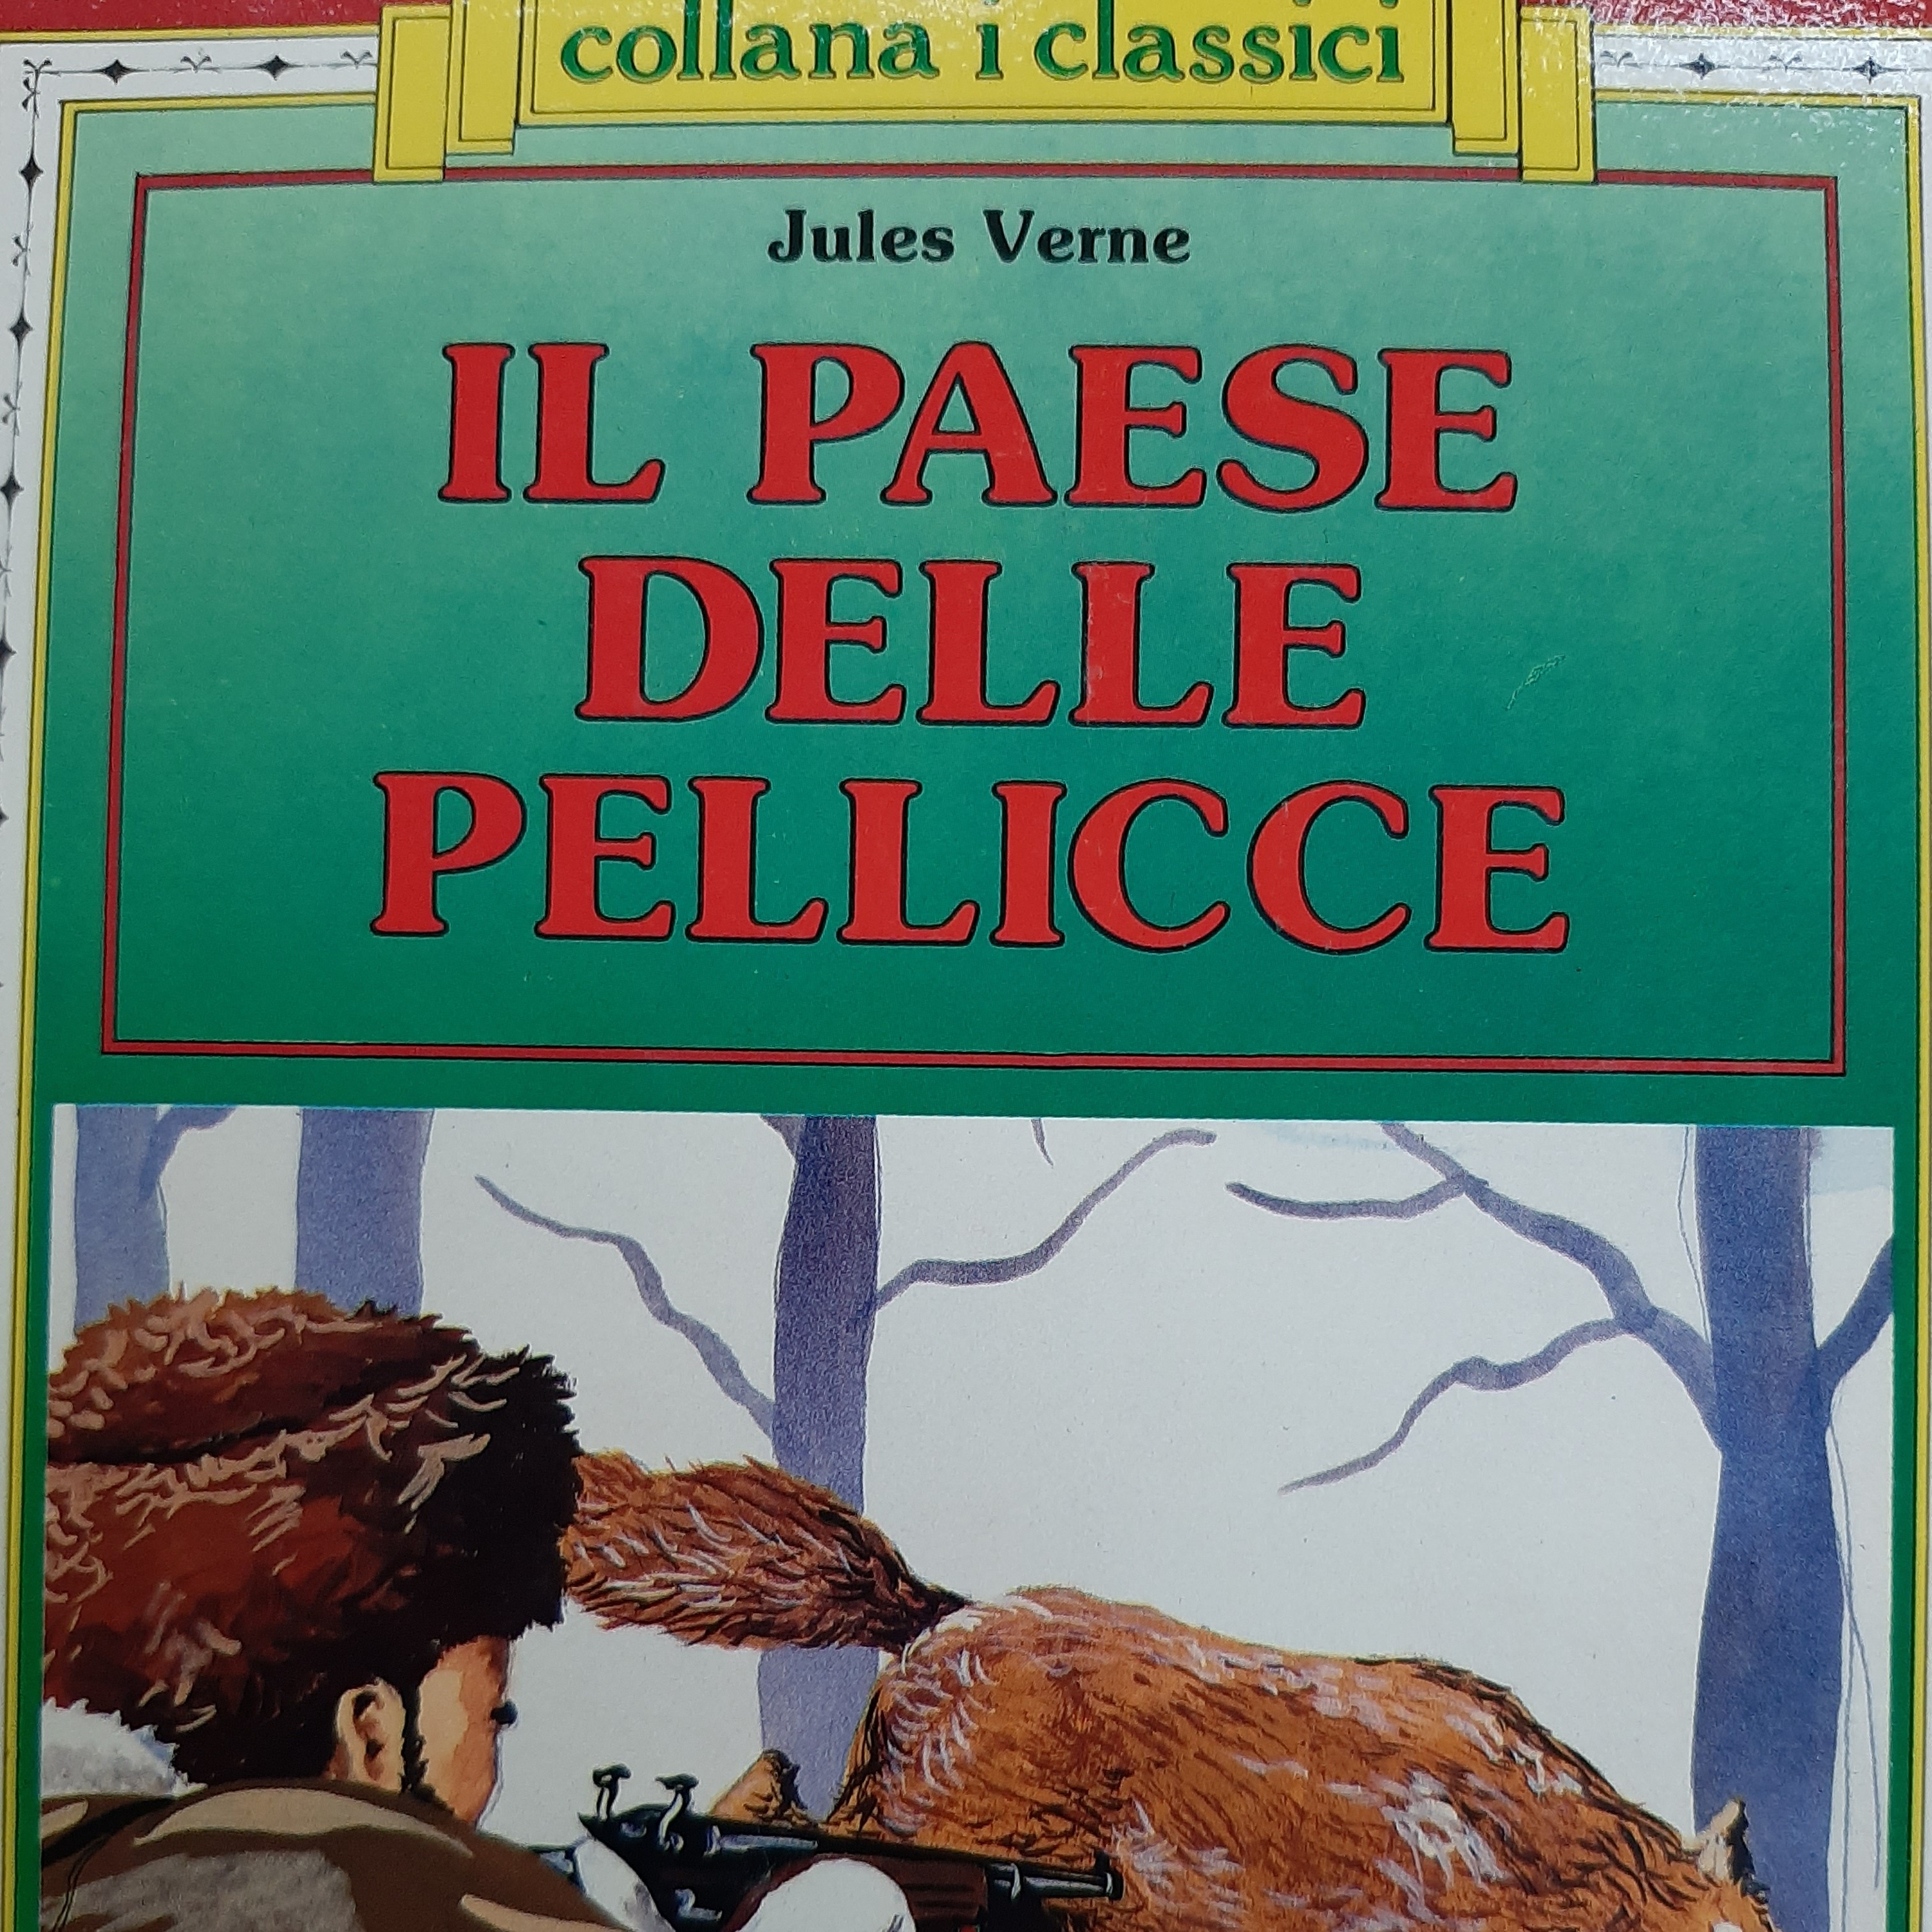 collana i classici
Jules Verne
IL PAESE
DELLE
PELLICCE